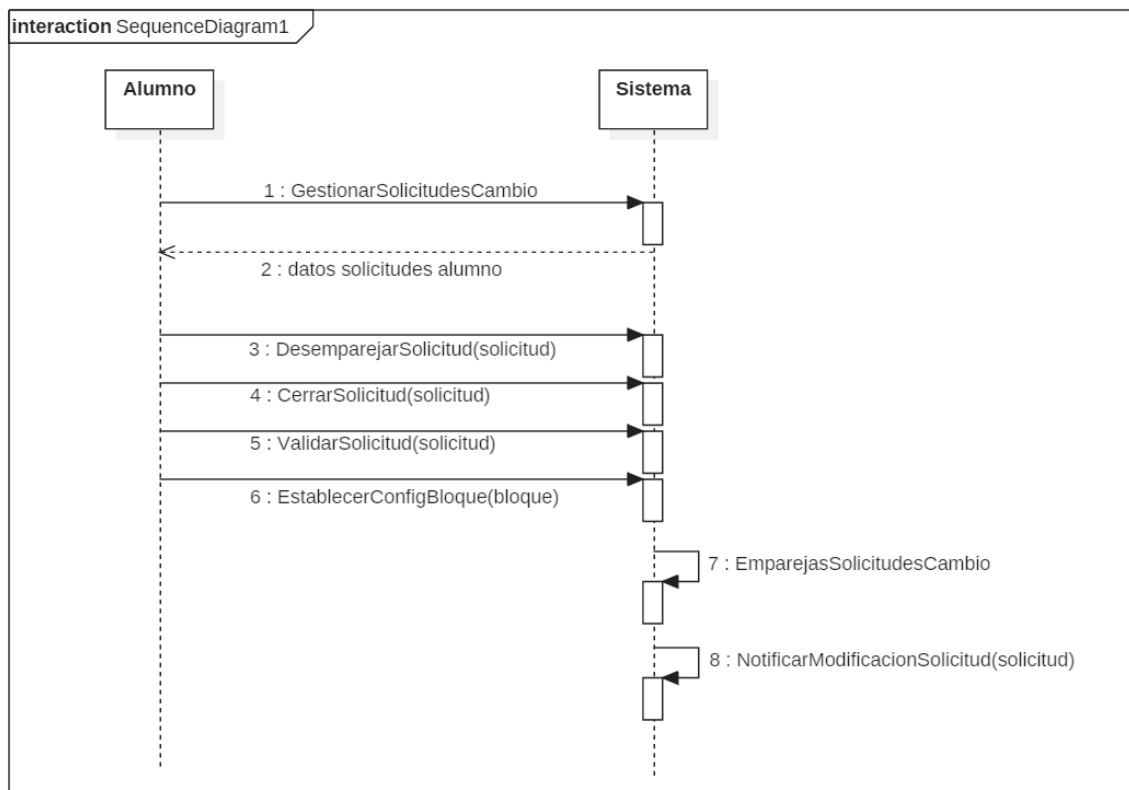 interaction SequenceDiagram1
Alumno
Sistema
1 : GestionarSolicitudesCambio
2 : datos solicitudes alumno
3 : DesemparejarSolicitud(solicitud)
4 : CerrarSolicitud(solicitud)
5 : ValidarSolicitud(solicitud)
6 : EstablecerConfigBloque(bloque)
7 : EmparejasSolicitudesCambio
8 : NotificarModificacionSolicitud(solicitud)